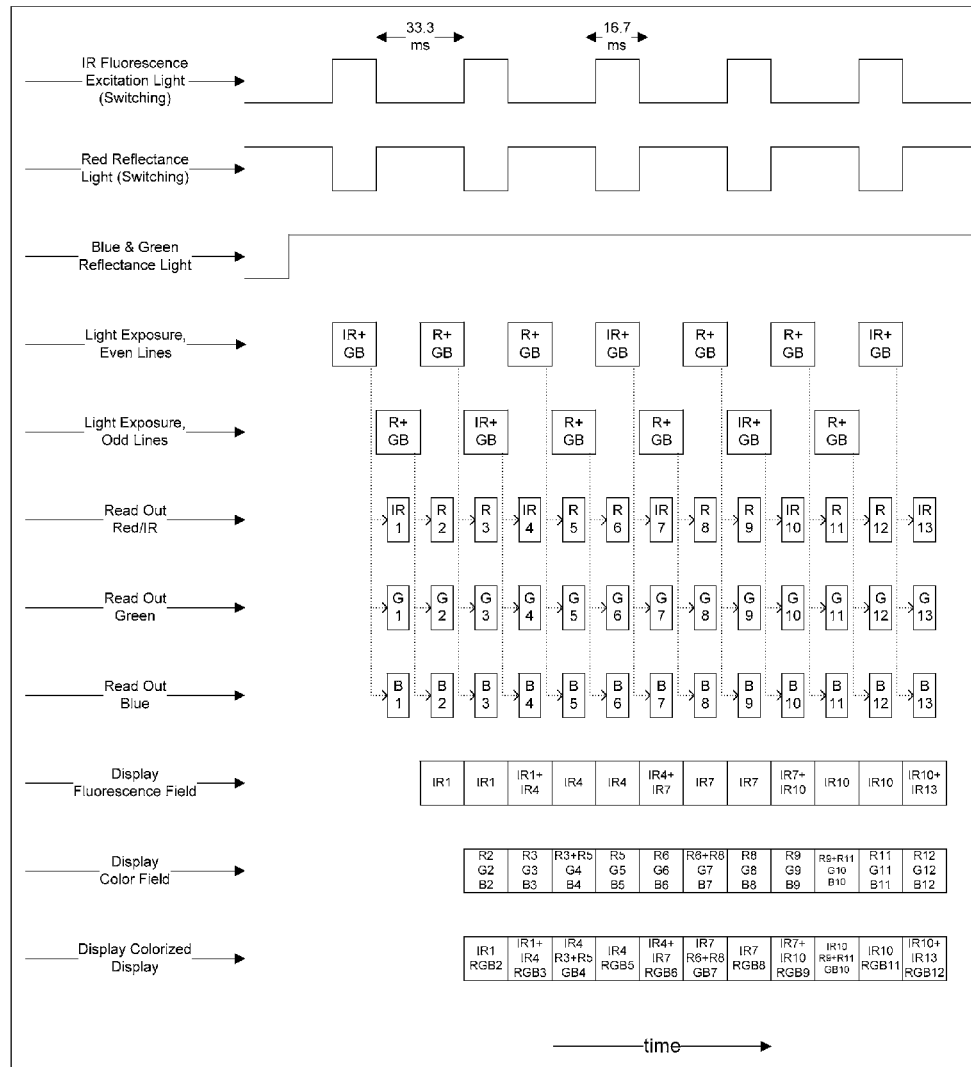 33.3
ms
16.7
ms
IR Fluorescence
Excitation Light
(Switching)
Red Reflectance
Light (Switching)
Blue & Green
Reflectance Light
Light Exposure,
Even Lines
IR+ R+ R+ IR+ R+ R+ IR+
GB GB GB GB GB GB GB
Light Exposure,
Odd Lines
R+ IR+ R+ R+ IR+ R+
GB GB GB GB GB GB
Read Out
Red/IR
IR R R IR R R IR R R IR R R IR
1 2 3 4 5 6 7 8 9 10 11 12 13
Read Out
Green
G G G G G G G G G G G G G
1 2 3 4 5 6 7 8 9 10 11 12 13
Read Out
Blue
B B B B B B B B B B B B B
1 2 3 4 5 6 7 8 9 10 11 12 13
Display
Fluorescence Field
IR1 IR1 IR1+ IR4 IR4 IR4+ IR7 IR7 IR7+ IR10 IR10 IR10+
IR4 IR7 IR10 IR13
Display
Color Field
R2 R3 R3+R5 R5 R6 R6+R8 R8 R9 R9+R11 R11 R12
G2 G3 G4 G5 G6 G7 G8 G9 G10 G11 G12
B2 B3 B4 B5 B6 B7 B8 B9 B10 B11 B12
Display Colorized
Display
IR1 IR1+ IR4 IR4 IR4+ IR7 IR7 IR7+ IR10 IR10 IR10+
RGB2 IR4 R3+R5 RGB5 IR7 R6+R8 RGB8 IR10 R9+R11 RGB11 IR13
RGB3 GB4 RGB6 GB7 RGB9 GB10 RGB12
time